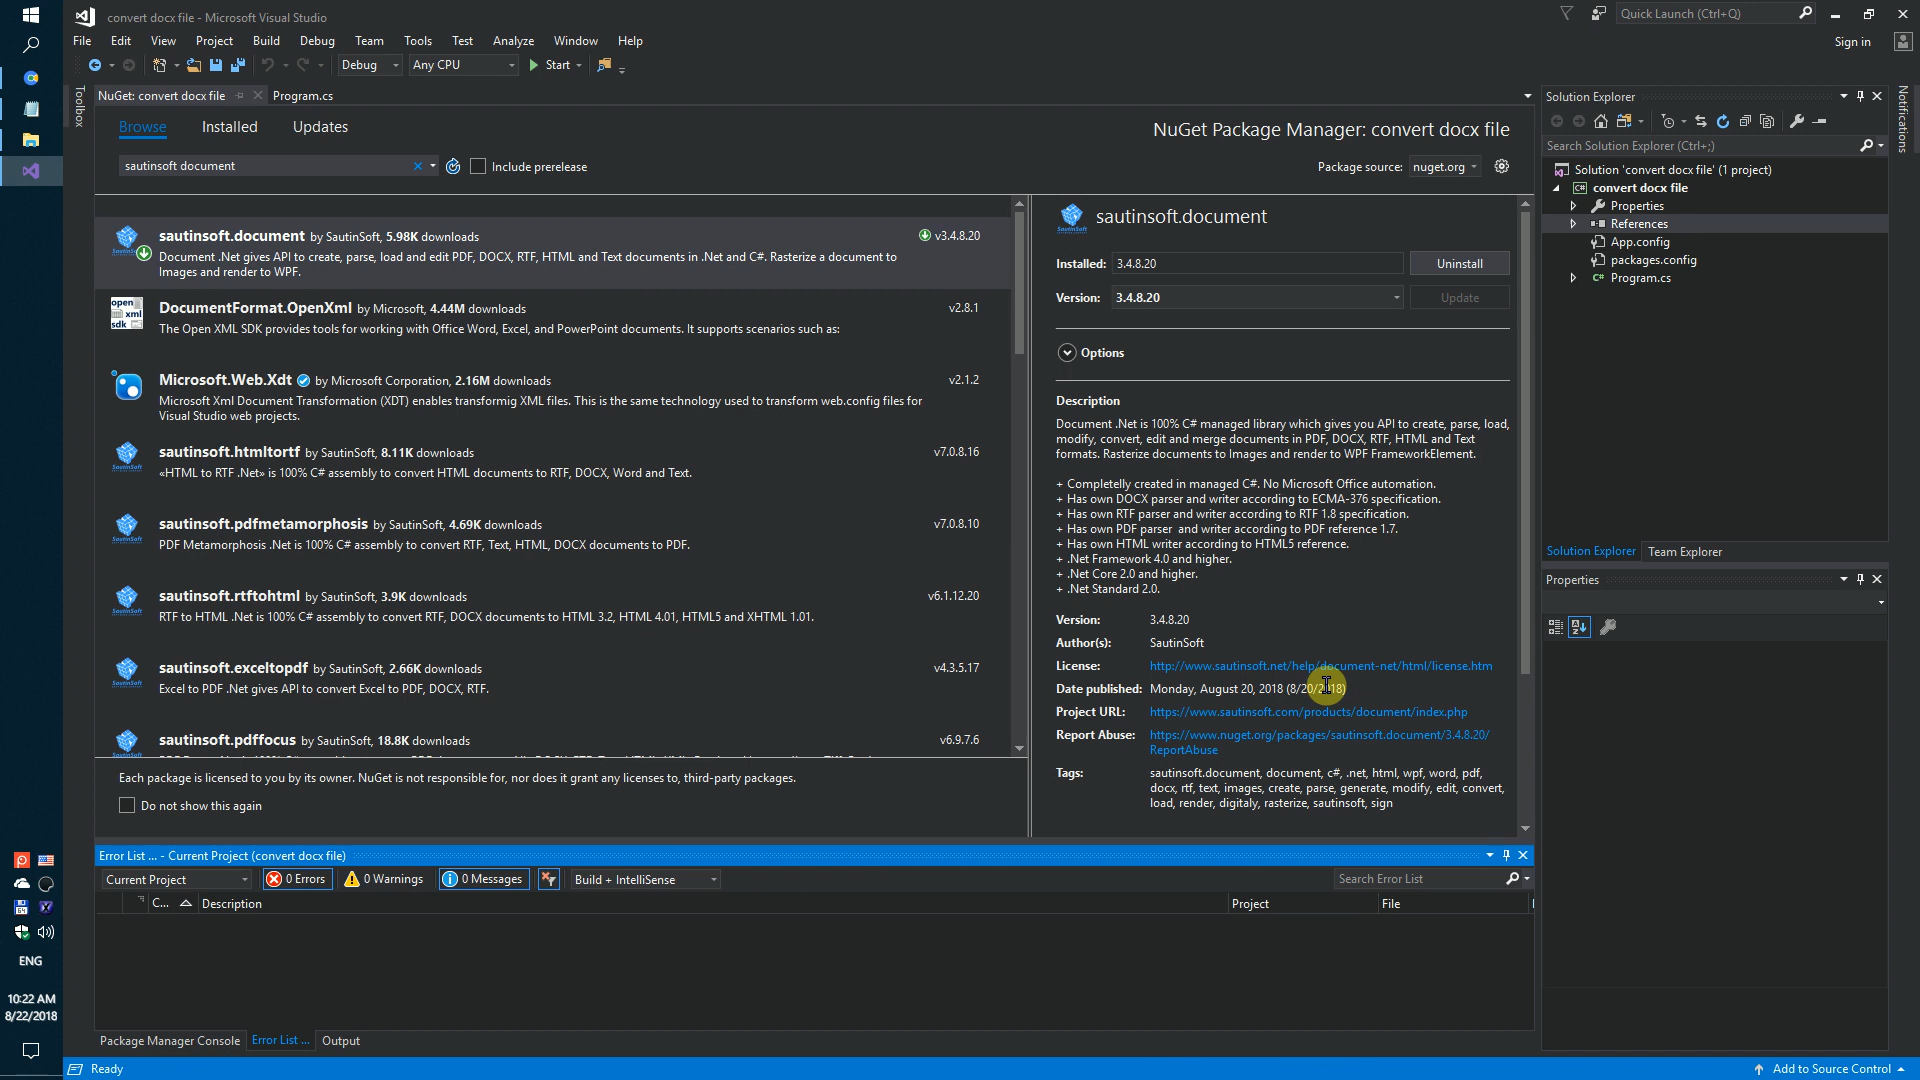 convert docx file - Microsoft Visual Studio
Quick Launch (Ctrl+Q)
File Edit View Project Build Debug Team Tools Test Analyze Window Help
Sign in
Debug Any CPU Start
Toolbox
NuGet: convert docx file Program.cs
Browse Installed Updates
NuGet Package Manager: convert docx file
sautinsoft document
Include prerelease
Package source: nuget.org
sautinsoft.document by SautinSoft, 5.98K downloads
v3.4.8.20
Document .Net gives API to create, parse, load and edit PDF, DOCX, RTF, HTML and Text documents in .Net and C#. Rasterize a document to
Images and render to WPF.
DocumentFormat.OpenXml by Microsoft, 4.44M downloads
v2.8.1
The Open XML SDK provides tools for working with Office Word, Excel, and PowerPoint documents. It supports scenarios such as:
open
xml
sdk
Microsoft.Web.Xdt by Microsoft Corporation, 2.16M downloads
v2.1.2
Microsoft Xml Document Transformation (XDT) enables transformig XML files. This is the same technology used to transform web.config files for
Visual Studio web projects.
sautinsoft.htmltortf by SautinSoft, 8.11K downloads
v7.0.8.16
«HTML to RTF .Net» is 100% C# assembly to convert HTML documents to RTF, DOCX, Word and Text.
sautinsoft.pdfmetamorphosis by SautinSoft, 4.69K downloads
v7.0.8.10
PDF Metamorphosis .Net is 100% C# assembly to convert RTF, Text, HTML, DOCX documents to PDF.
sautinsoft.rtftohtml by SautinSoft, 3.9K downloads
v6.1.12.20
RTF to HTML .Net is 100% C# assembly to convert RTF, DOCX documents to HTML 3.2, HTML 4.01, HTML5 and XHTML 1.01.
sautinsoft.exceltopdf by SautinSoft, 2.66K downloads
v4.3.5.17
Excel to PDF .Net gives API to convert Excel to PDF, DOCX, RTF.
sautinsoft.pdffocus by SautinSoft, 18.8K downloads
v6.9.7.6
Each package is licensed to you by its owner. NuGet is not responsible for, nor does it grant any licenses to, third-party packages.
Do not show this again
sautinsoft.document
Installed: 3.4.8.20 Uninstall
Version: 3.4.8.20 Update
Options
Description
Document .Net is 100% C# managed library which gives you API to create, parse, load,
modify, convert, edit and merge documents in PDF, DOCX, RTF, HTML and Text
formats. Rasterize documents to Images and render to WPF FrameworkElement.
+ Completelly created in managed C#. No Microsoft Office automation.
+ Has own DOCX parser and writer according to ECMA-376 specification.
+ Has own RTF parser and writer according to RTF 1.8 specification.
+ Has own PDF parser and writer according to PDF reference 1.7.
+ Has own HTML writer according to HTML5 reference.
+ .Net Framework 4.0 and higher.
+ .Net Core 2.0 and higher.
+ .Net Standard 2.0.
Version: 3.4.8.20
Author(s): SautinSoft
License: http://www.sautinsoft.net/help/document-net/html/license.htm
Date published: Monday, August 20, 2018 (8/20/2018)
Project URL: https://www.sautinsoft.com/products/document/index.php
Report Abuse: https://www.nuget.org/packages/sautinsoft.document/3.4.8.20/
ReportAbuse
Tags: sautinsoft.document, document, c#, .net, html, wpf, word, pdf,
docx, rtf, text, images, create, parse, generate, modify, edit, convert,
load, render, digitaly, rasterize, sautinsoft, sign
Solution Explorer
Search Solution Explorer (Ctrl+;)
Solution 'convert docx file' (1 project)
C# convert docx file
Properties
References
App.config
packages.config
C# Program.cs
Solution Explorer Team Explorer
Properties
Notifications
Error List ... - Current Project (convert docx file)
Current Project 0 Errors 0 Warnings 0 Messages Build + IntelliSense
Search Error List
C... Description Project File
Package Manager Console Error List ... Output
Ready
Add to Source Control
64
ENG
10:22 AM
8/22/2018